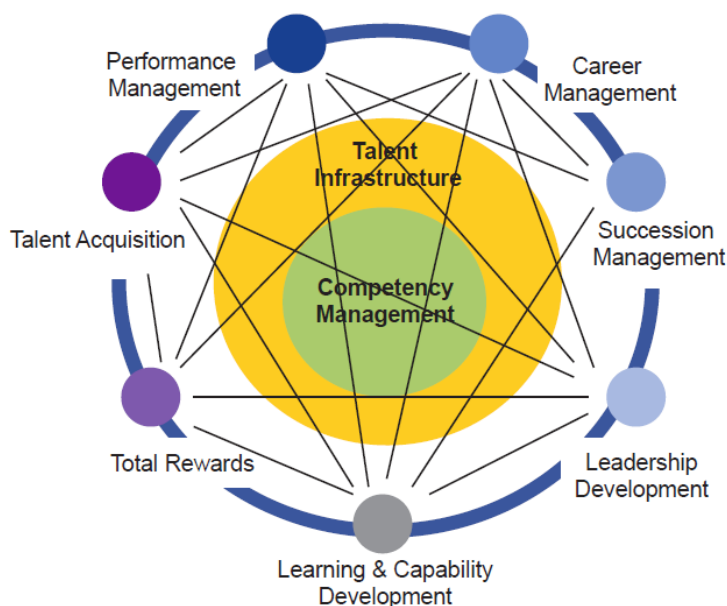 Performance
Management
Career
Management
Talent
Infrastructure
Talent Acquisition
Succession
Management
Competency
Management
Total Rewards
Leadership
Development
Learning & Capability
Development